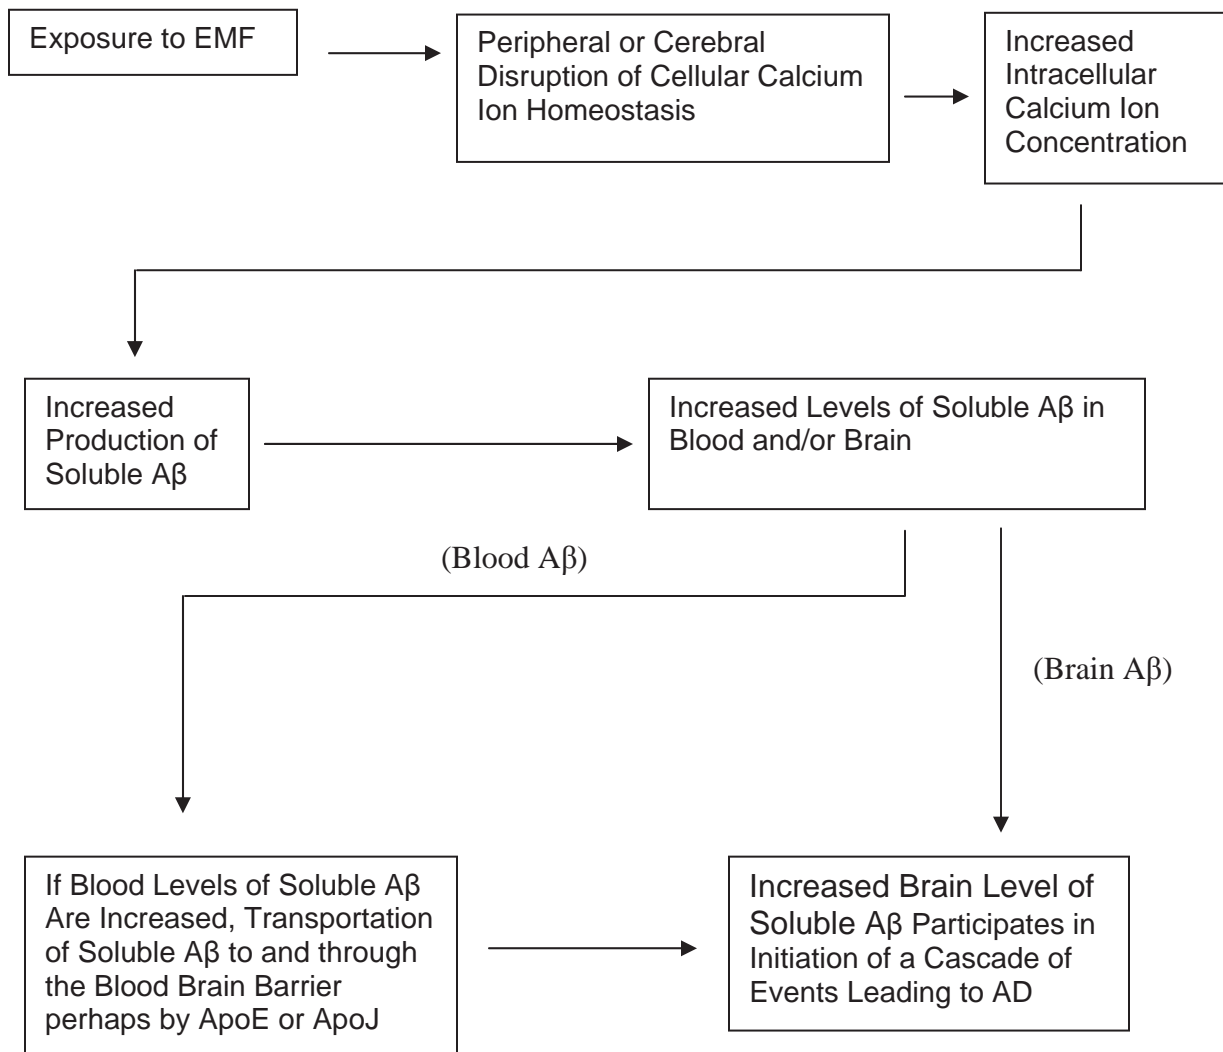 Exposure to EMF
Peripheral or Cerebral
Disruption of Cellular Calcium
Ion Homeostasis
Increased
Intracellular
Calcium Ion
Concentration
Increased
Production of
Soluble Aβ
Increased Levels of Soluble Aβ in
Blood and/or Brain
(Blood Aβ)
(Brain Aβ)
If Blood Levels of Soluble Aβ
Are Increased, Transportation
of Soluble Aβ to and through
the Blood Brain Barrier
perhaps by ApoE or ApoJ
Increased Brain Level of
Soluble Aβ Participates in
Initiation of a Cascade of
Events Leading to AD